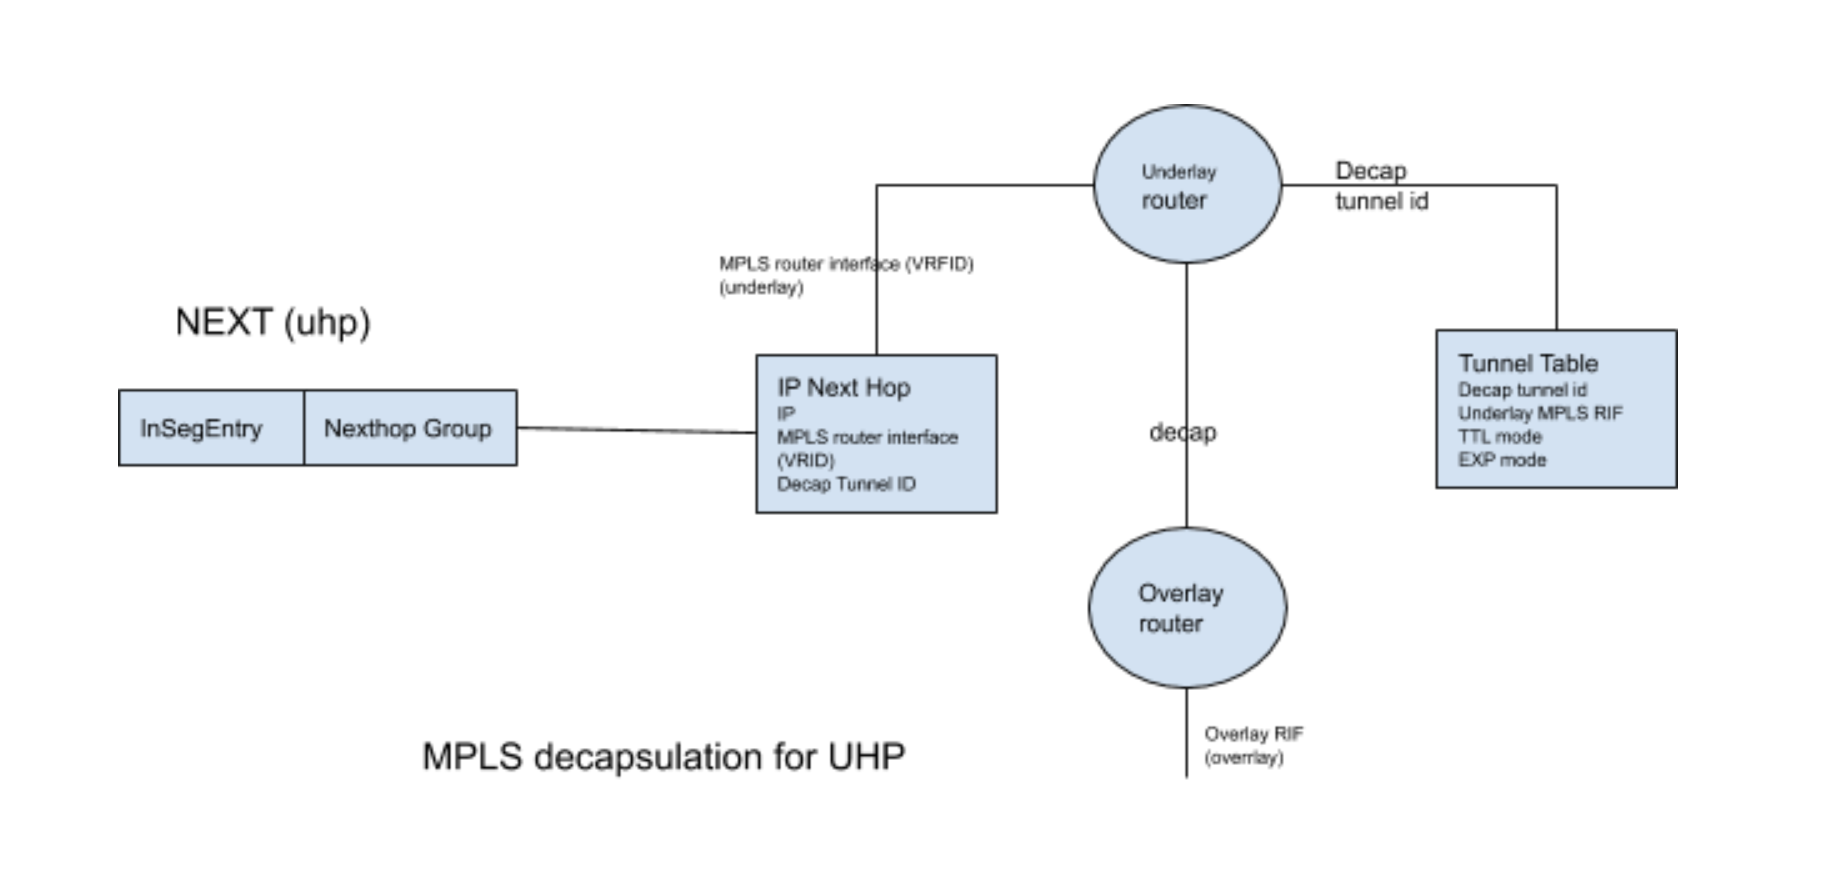 Underlay
router
Decap
tunnel id
MPLS router interface (VRFID)
(underlay)
NEXT (uhp)
InSegEntry
Nexthop Group
IP Next Hop
IP
MPLS router interface
(VRID)
Decap Tunnel ID
Tunnel Table
Decap tunnel id
Underlay MPLS RIF
TTL mode
EXP mode
decap
Overlay
router
Overlay RIF
(overrlay)
MPLS decapsulation for UHP